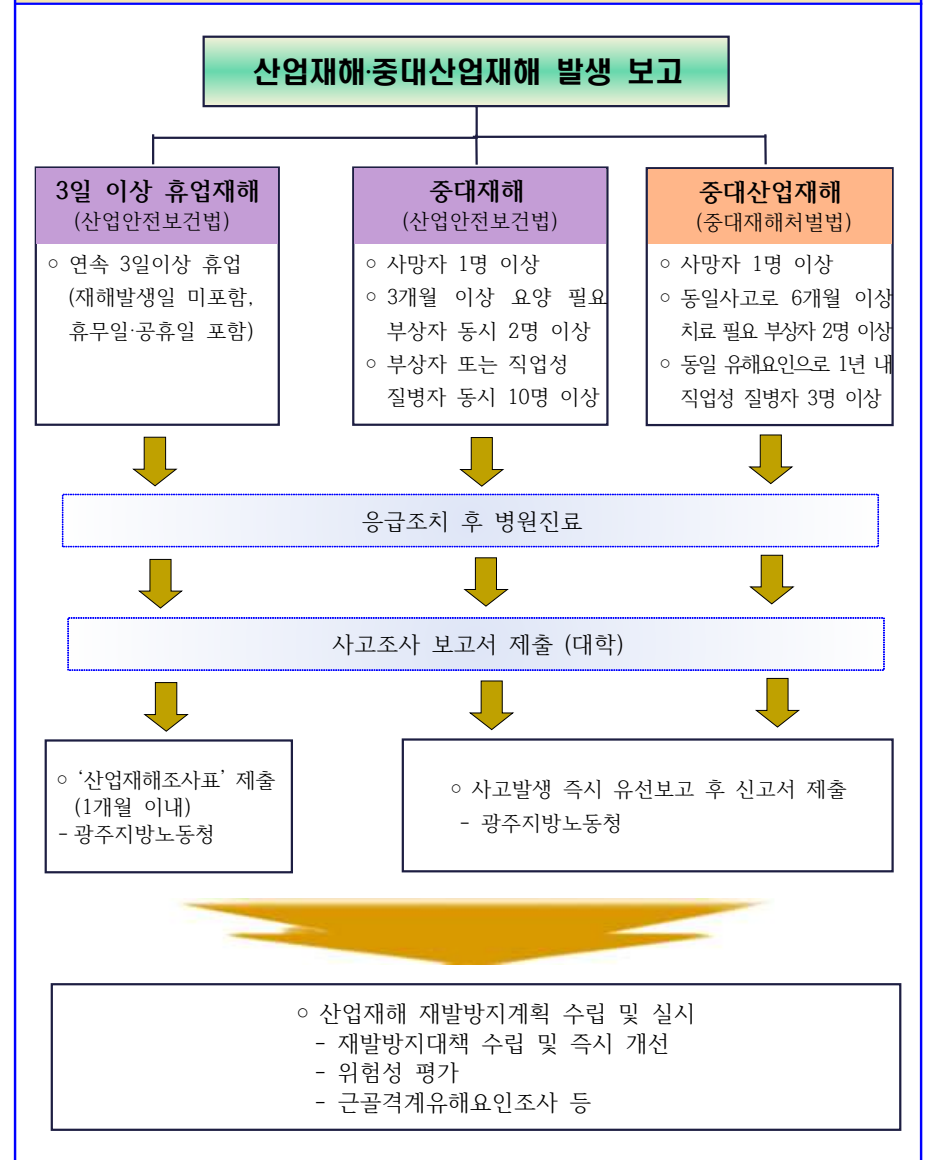 산업재해·중대산업재해 발생 보고
3일 이상 휴업재해
(산업안전보건법)
○ 연속 3일이상 휴업
(재해발생일 미포함,
휴무일·공휴일 포함)
중대재해
(산업안전보건법)
○ 사망자 1명 이상
○ 3개월 이상 요양 필요
부상자 동시 2명 이상
○ 부상자 또는 직업성
질병자 동시 10명 이상
중대산업재해
(중대재해처벌법)
○ 사망자 1명 이상
○ 동일사고로 6개월 이상
치료 필요 부상자 2명 이상
○ 동일 유해요인으로 1년 내
직업성 질병자 3명 이상
응급조치 후 병원진료
사고조사 보고서 제출 (대학)
○ ‘산업재해조사표’ 제출
(1개월 이내)
- 광주지방노동청
○ 사고발생 즉시 유선보고 후 신고서 제출
- 광주지방노동청
○ 산업재해 재발방지계획 수립 및 실시
- 재발방지대책 수립 및 즉시 개선
- 위험성 평가
- 근골격계유해요인조사 등